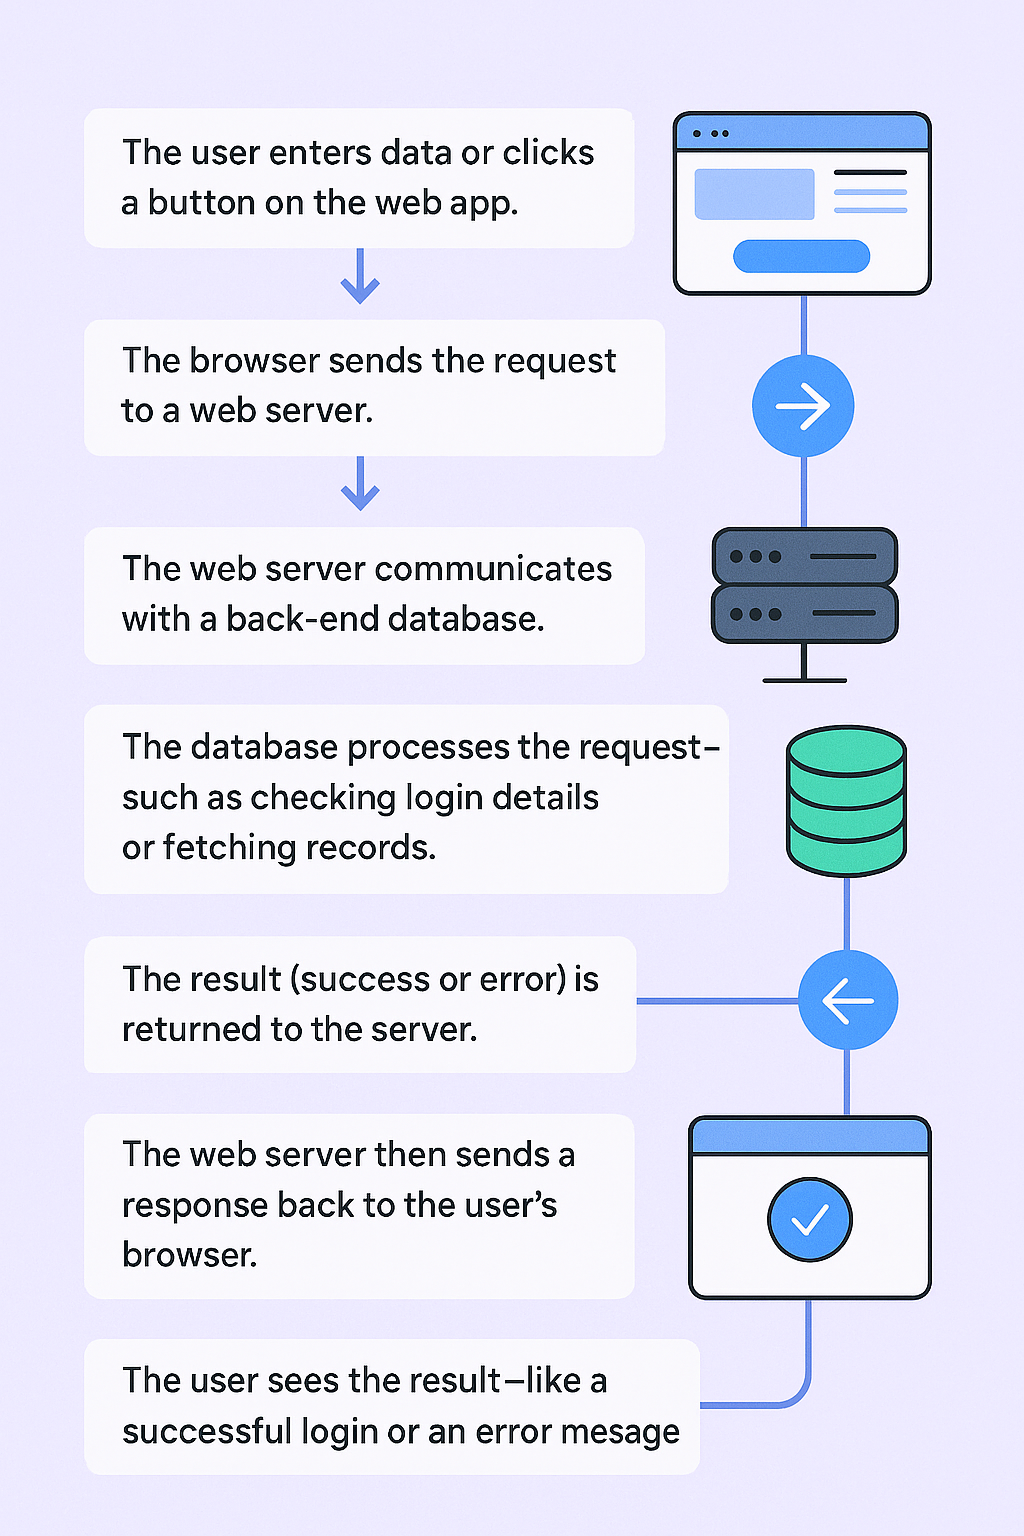 The user enters data or clicks
a button on the web app.
The browser sends the request
to a web server.
The web server communicates
with a back-end database.
The database processes the request–
such as checking login details
or fetching records.
The result (success or error) is
returned to the server.
The web server then sends a
response back to the user’s
browser.
The user sees the result–like a
successful login or an error mesage